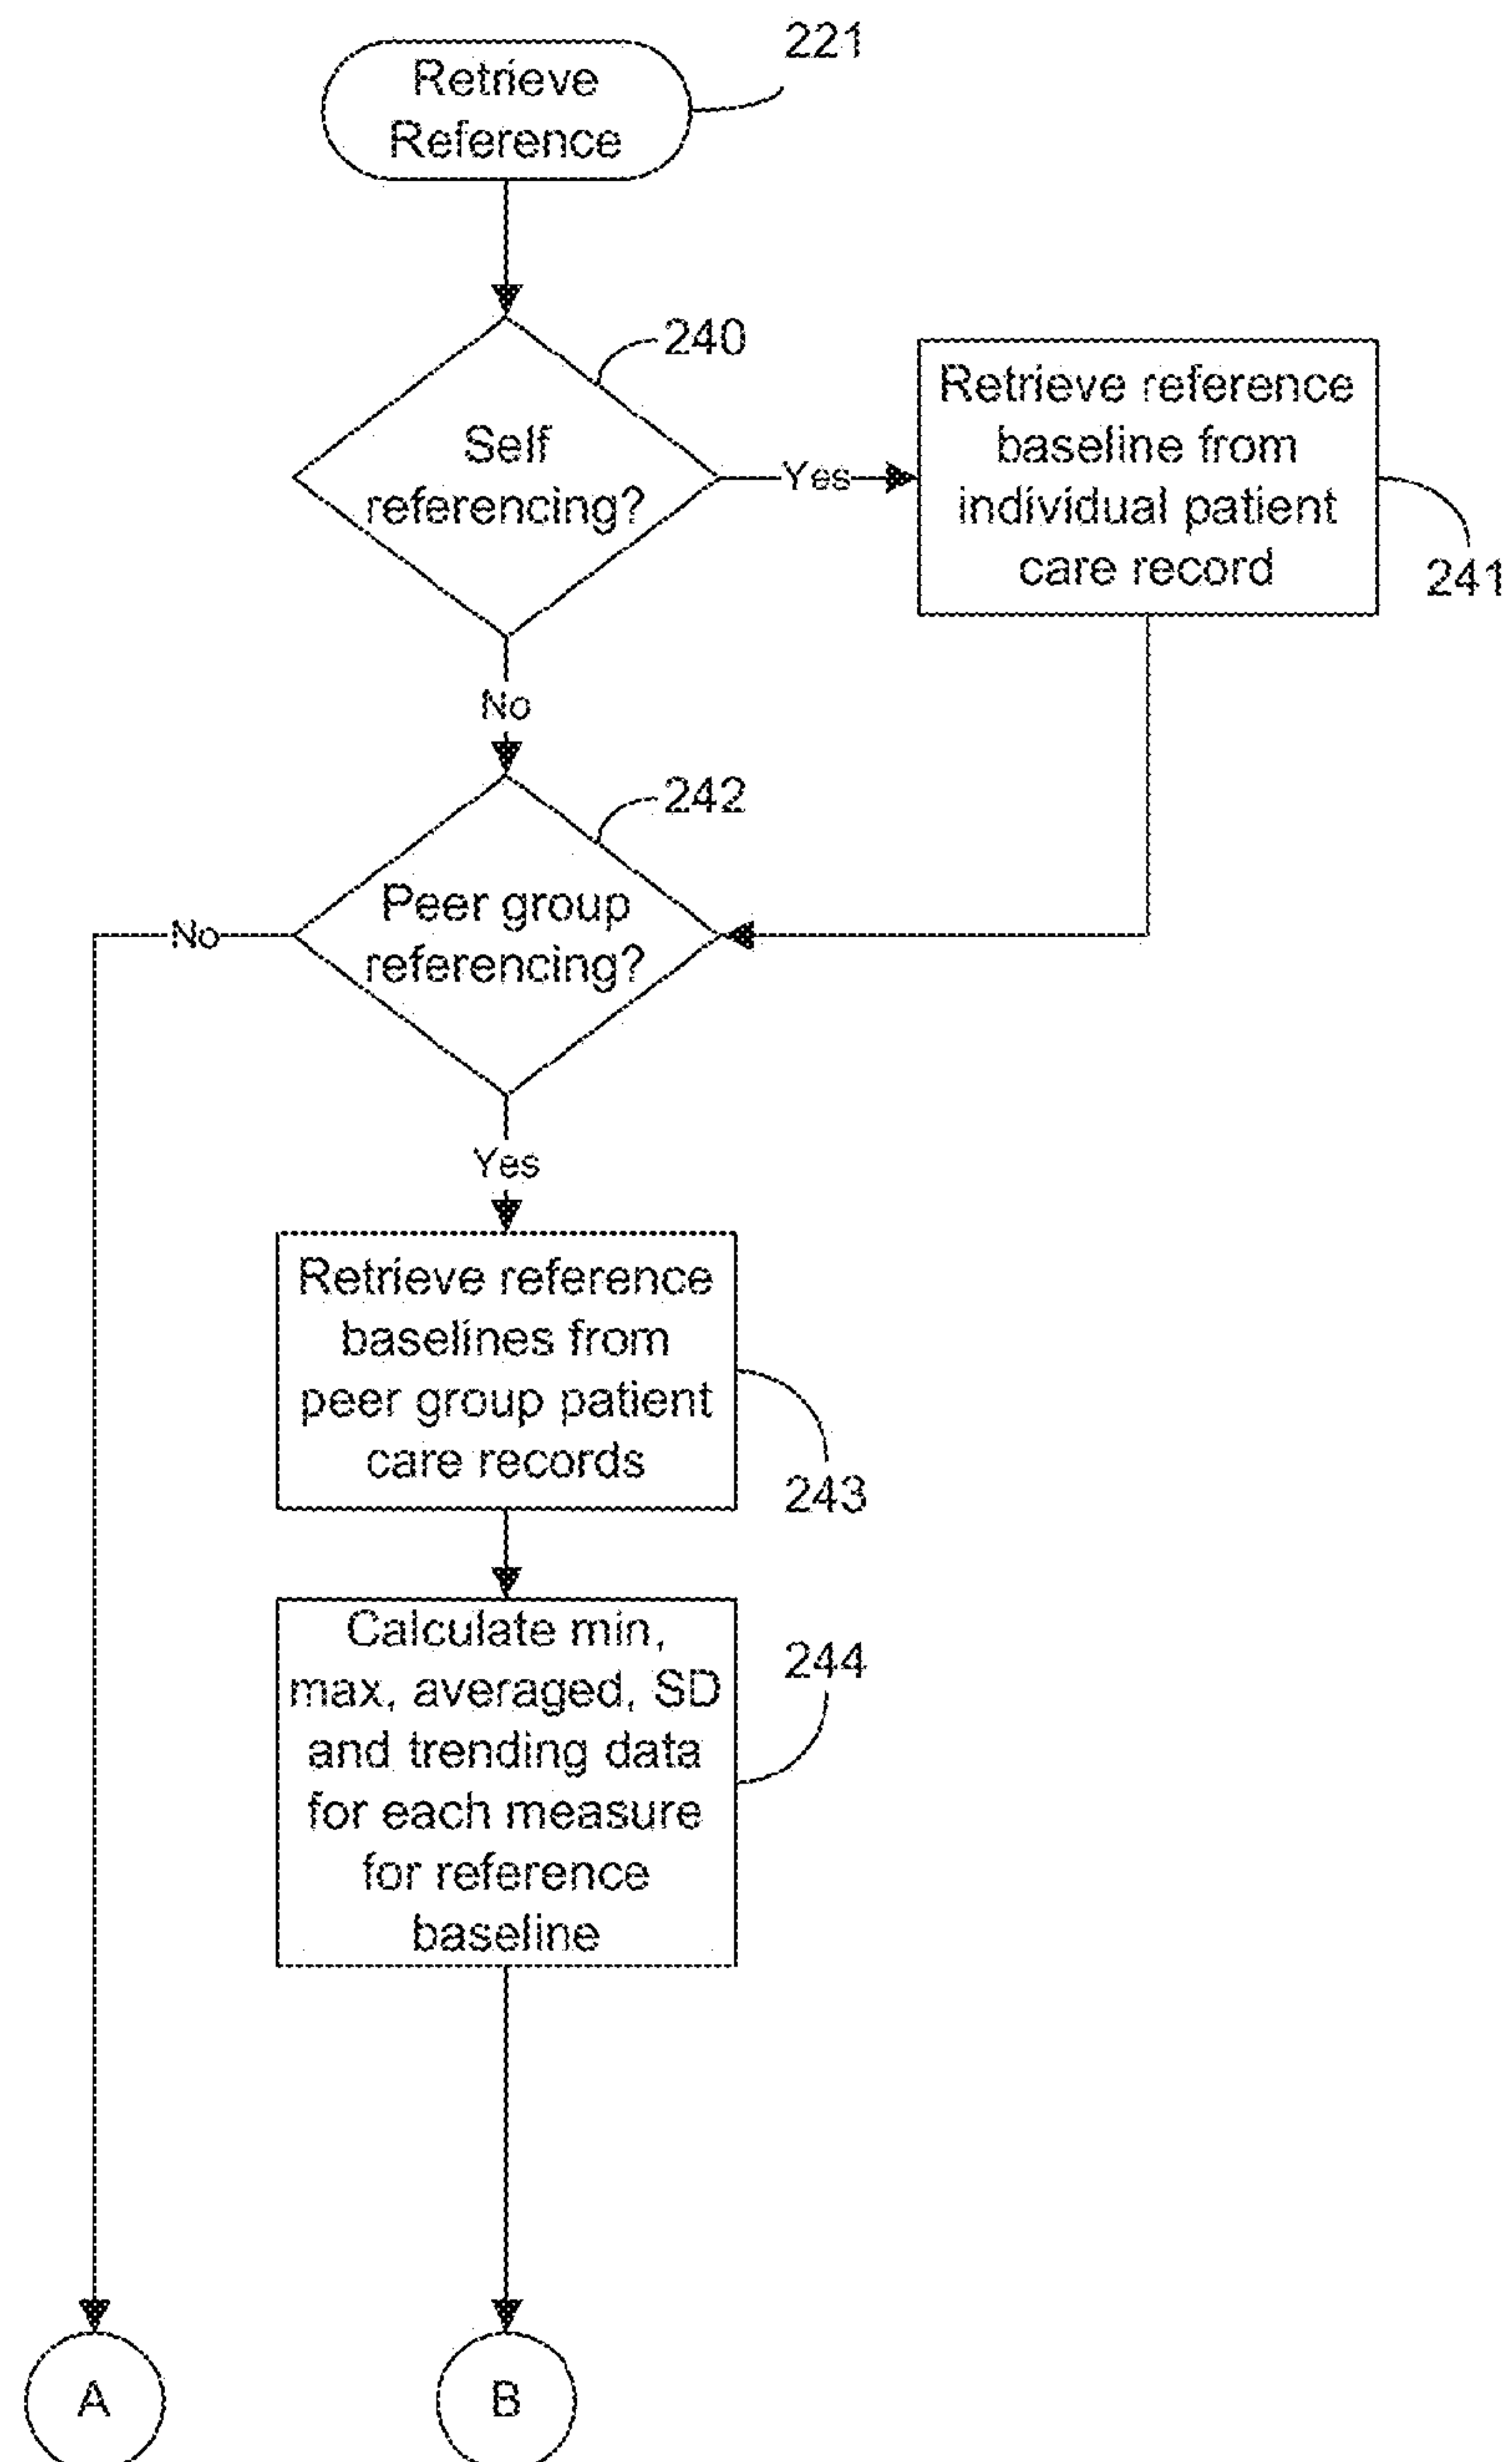 221
Retrieve
Reference
240
Self
referencing?
Yes
Retrieve reference
baseline from
individual patient
care record
241
No
242
Peer group
referencing?
No
Yes
Retrieve reference
baselines from
peer group patient
care records
243
Calculate min,
max, averaged, SD
and trending data
for each measure
for reference
baseline
244
A
B